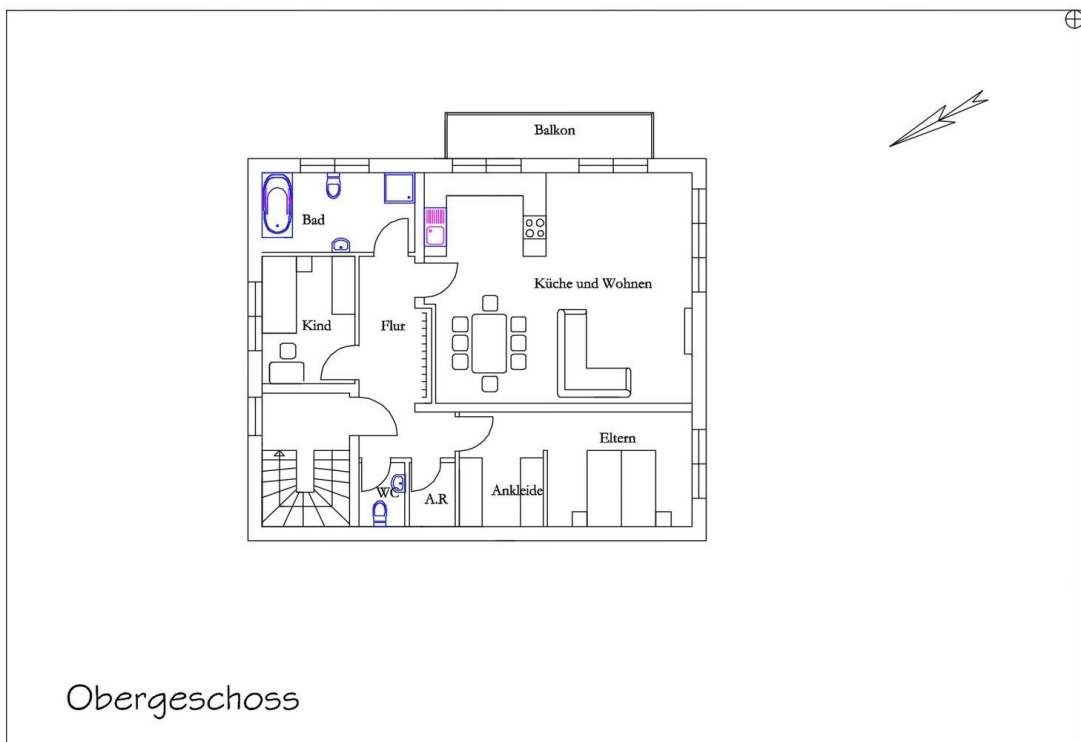 Balkon
Bad
Küche und Wohnen
Kind
Flur
Eltern
WC
A.R
Ankleide
Obergeschoss